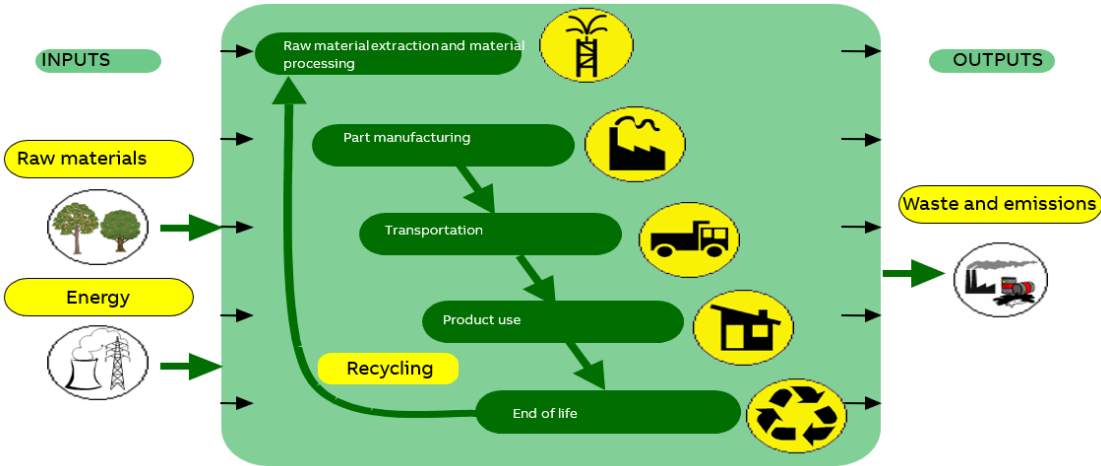 INPUTS
Raw materials
Energy
Raw material extraction and material
processing
Part manufacturing
Transportation
Product use
Recycling
End of life
OUTPUTS
Waste and emissions